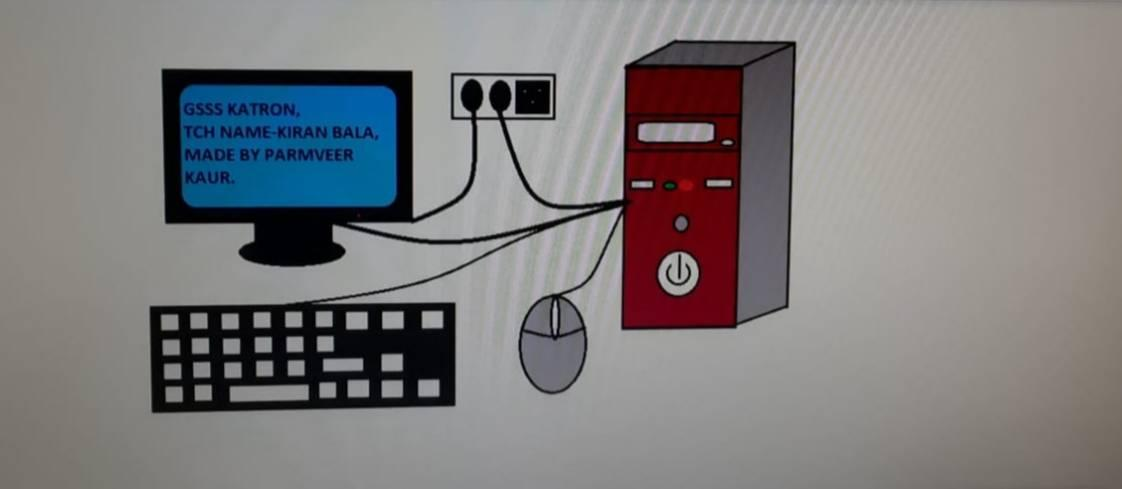 GSSS KATRON,
TCH NAME-KIRAN BALA,
MADE BY PARMVEER
KAUR.